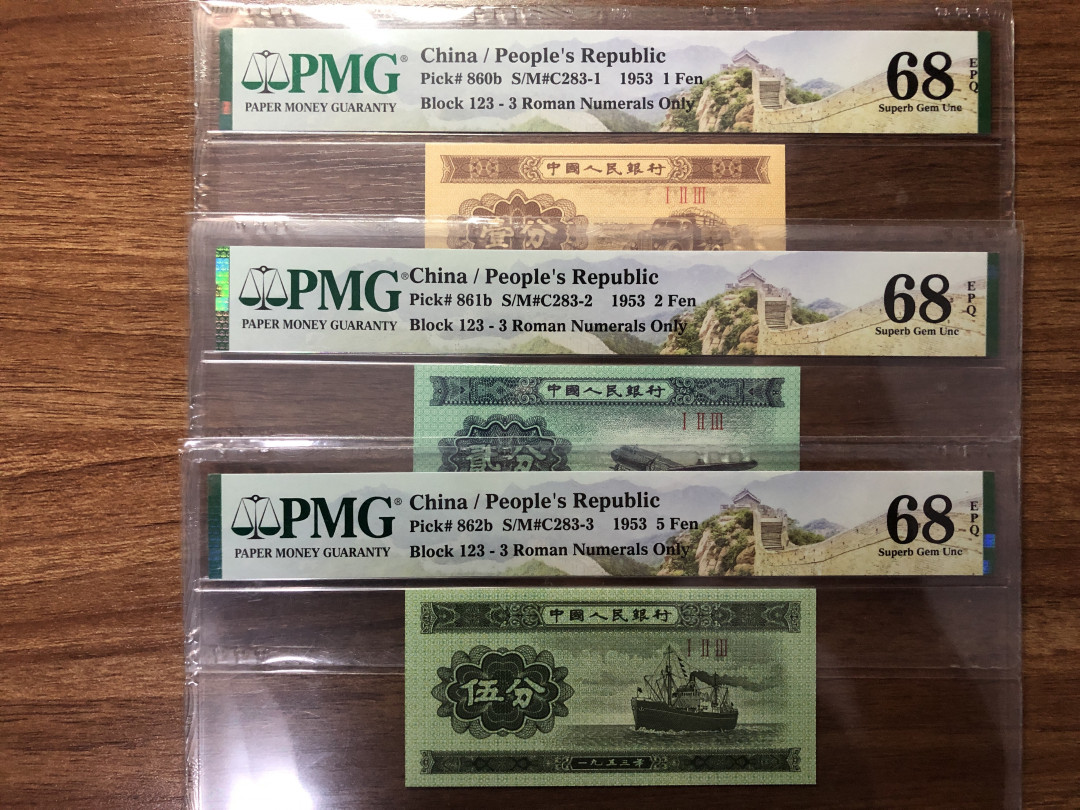 PMG®
PAPER MONEY GUARANTY
China / People's Republic
Pick# 860b S/M#C283-1 1953 1 Fen
Block 123 - 3 Roman Numerals Only
68 EPQ
Superb Gem Unc
中國人民銀行
I II III
壹分
PMG®
PAPER MONEY GUARANTY
China / People's Republic
Pick# 861b S/M#C283-2 1953 2 Fen
Block 123 - 3 Roman Numerals Only
68 EPQ
Superb Gem Unc
中國人民銀行
I II III
貳分
PMG®
PAPER MONEY GUARANTY
China / People's Republic
Pick# 862b S/M#C283-3 1953 5 Fen
Block 123 - 3 Roman Numerals Only
68 EPQ
Superb Gem Unc
中國人民銀行
I II III
伍分
一九五三年